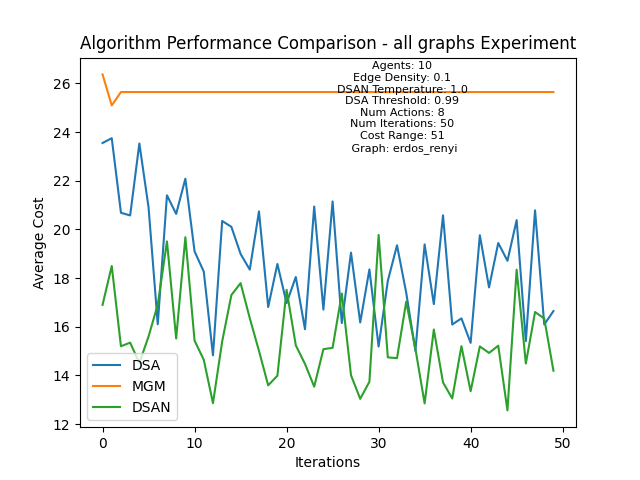 Algorithm Performance Comparison - all graphs Experiment
Agents: 10
Edge Density: 0.1
DSAN Temperature: 1.0
DSA Threshold: 0.99
Num Actions: 8
Num Iterations: 50
Cost Range: 51
Graph: erdos_renyi
Average Cost
26
24
22
20
18
16
14
12
DSA
MGM
DSAN
0 10 20 30 40 50
Iterations